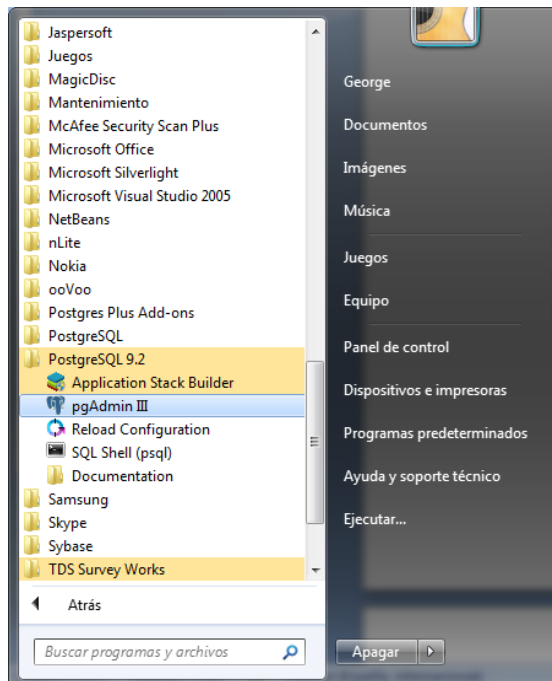 Jaspersoft
Juegos
MagicDisc
Mantenimiento
McAfee Security Scan Plus
Microsoft Office
Microsoft Silverlight
Microsoft Visual Studio 2005
NetBeans
nLite
Nokia
ooVoo
Postgres Plus Add-ons
PostgreSQL
PostgreSQL 9.2
Application Stack Builder
pgAdmin III
Reload Configuration
SQL Shell (psql)
Documentation
Samsung
Skype
Sybase
TDS Survey Works
Atrás
Buscar programas y archivos
George
Documentos
Imágenes
Música
Juegos
Equipo
Panel de control
Dispositivos e impresoras
Programas predeterminados
Ayuda y soporte técnico
Ejecutar...
Apagar